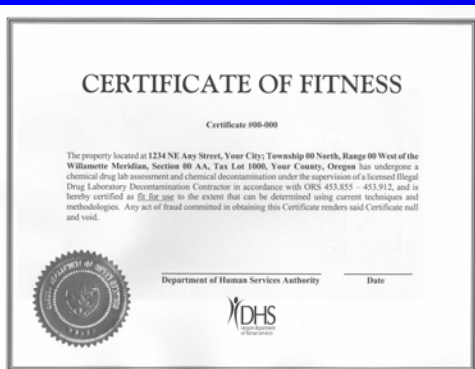 CERTIFICATE OF FITNESS
Certificate #00-000
The property located at 1234 NE Any Street, Your City; Township 00 North, Range 00 West of the
Willamette Meridian, Section 00 AA, Tax Lot 1000, Your County, Oregon has undergone a
chemical drug lab assessment and chemical decontamination under the supervision of a licensed Illegal
Drug Laboratory Decontamination Contractor in accordance with ORS 453.855 – 453.912, and is
hereby certified as fit for use to the extent that can be determined using current techniques and
methodologies. Any act of fraud committed in obtaining this Certificate renders said Certificate null
and void.
Department of Human Services Authority Date
DHS
oregon department
of human services